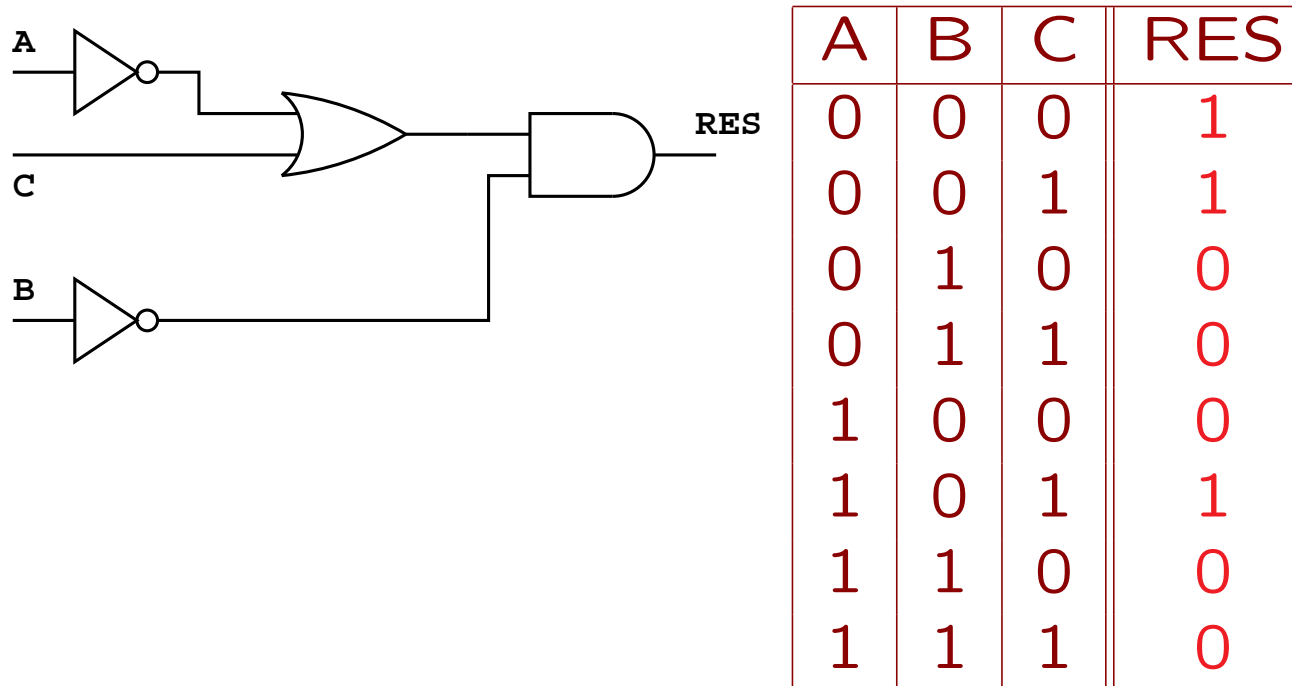 A
C
B
RES
A B C RES
0 0 0 1
0 0 1 1
0 1 0 0
0 1 1 0
1 0 0 0
1 0 1 1
1 1 0 0
1 1 1 0